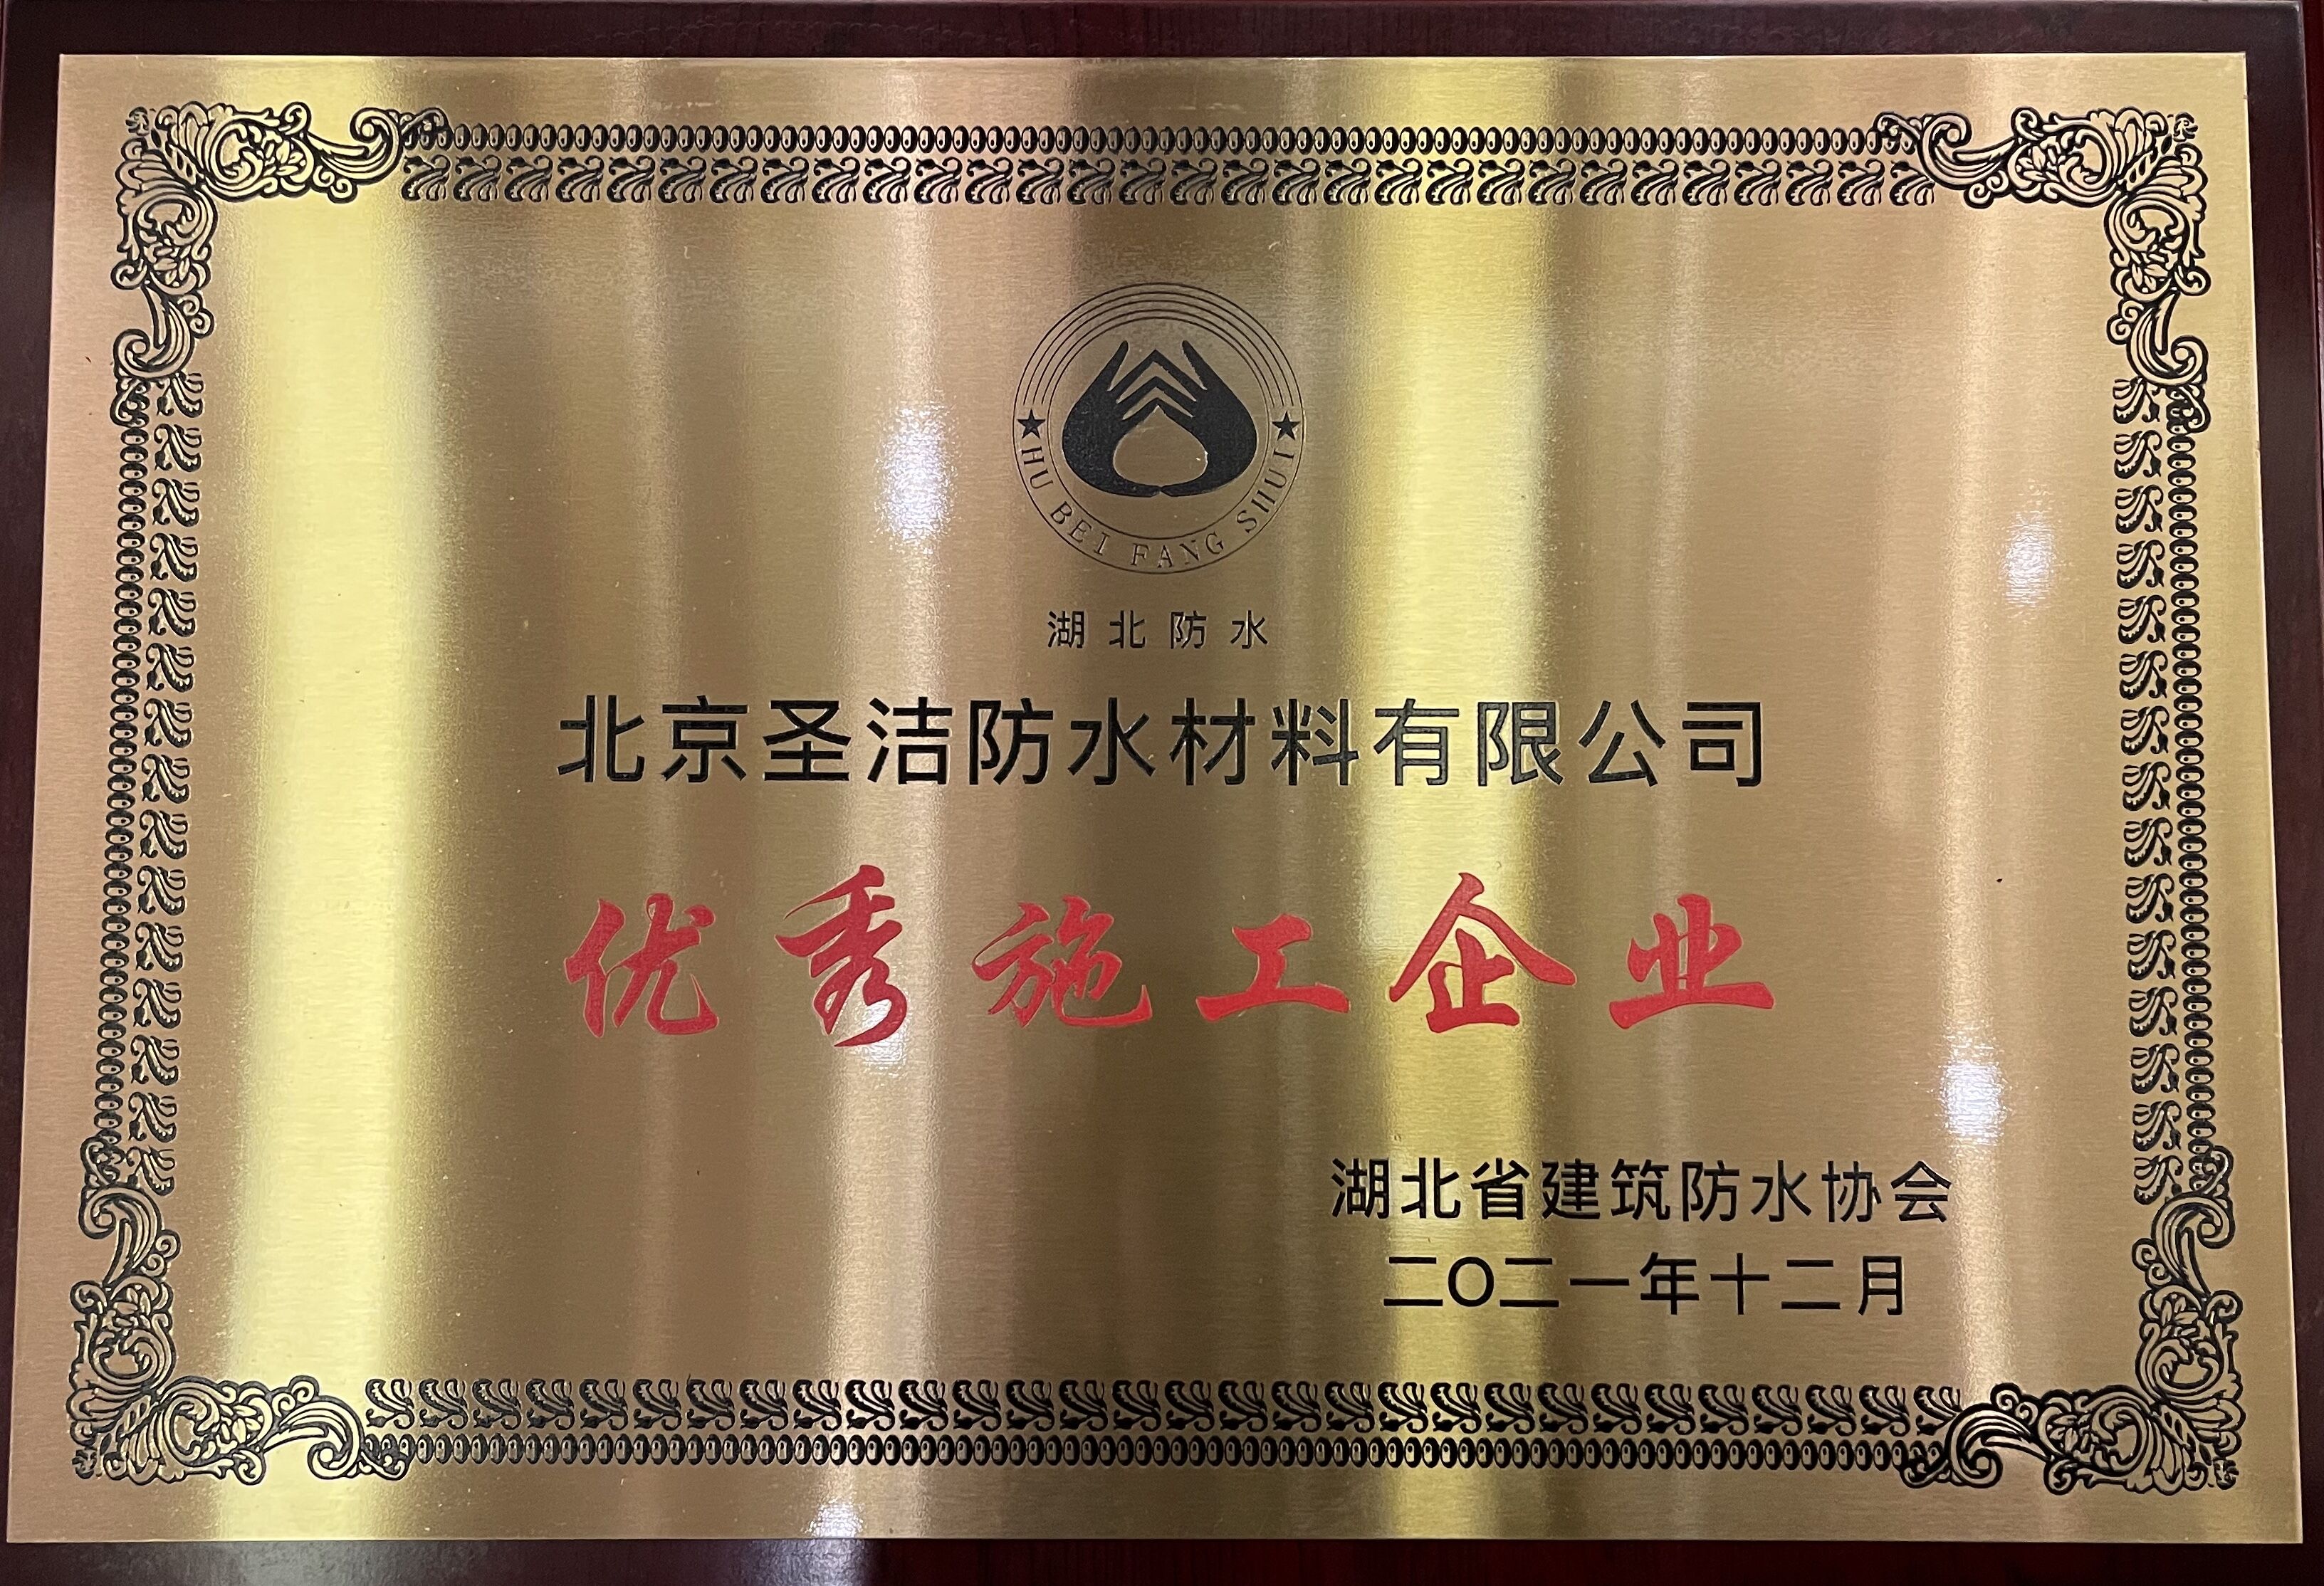 HU BEI FANG SHUI
湖北防水
北京圣洁防水材料有限公司
优秀施工企业
湖北省建筑防水协会
二O二一年十二月